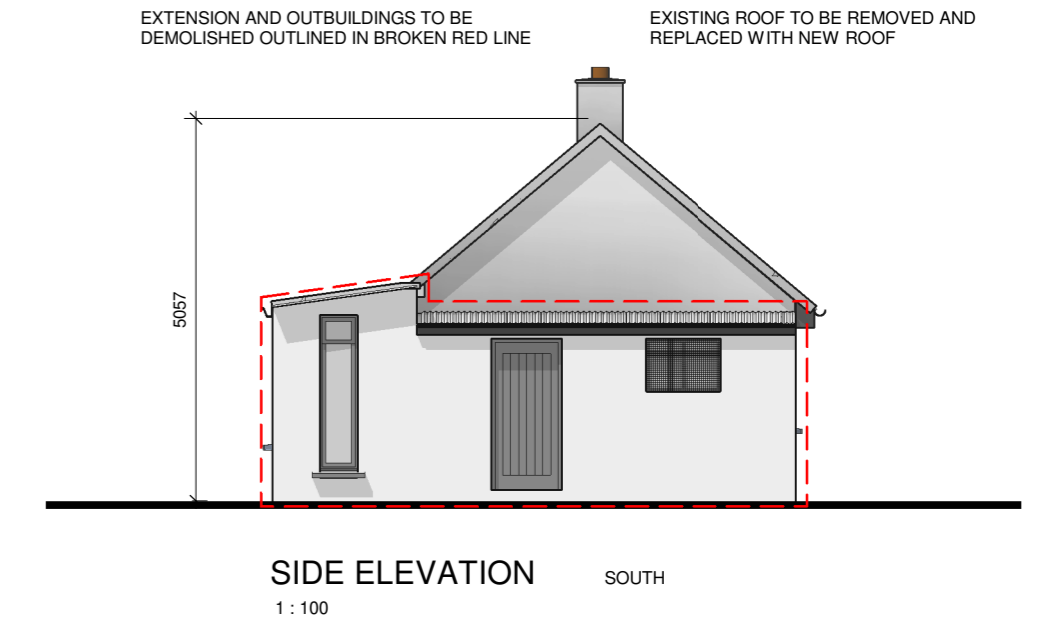 EXTENSION AND OUTBUILDINGS TO BE
DEMOLISHED OUTLINED IN BROKEN RED LINE
EXISTING ROOF TO BE REMOVED AND
REPLACED WITH NEW ROOF
5057
SIDE ELEVATION SOUTH
1 : 100